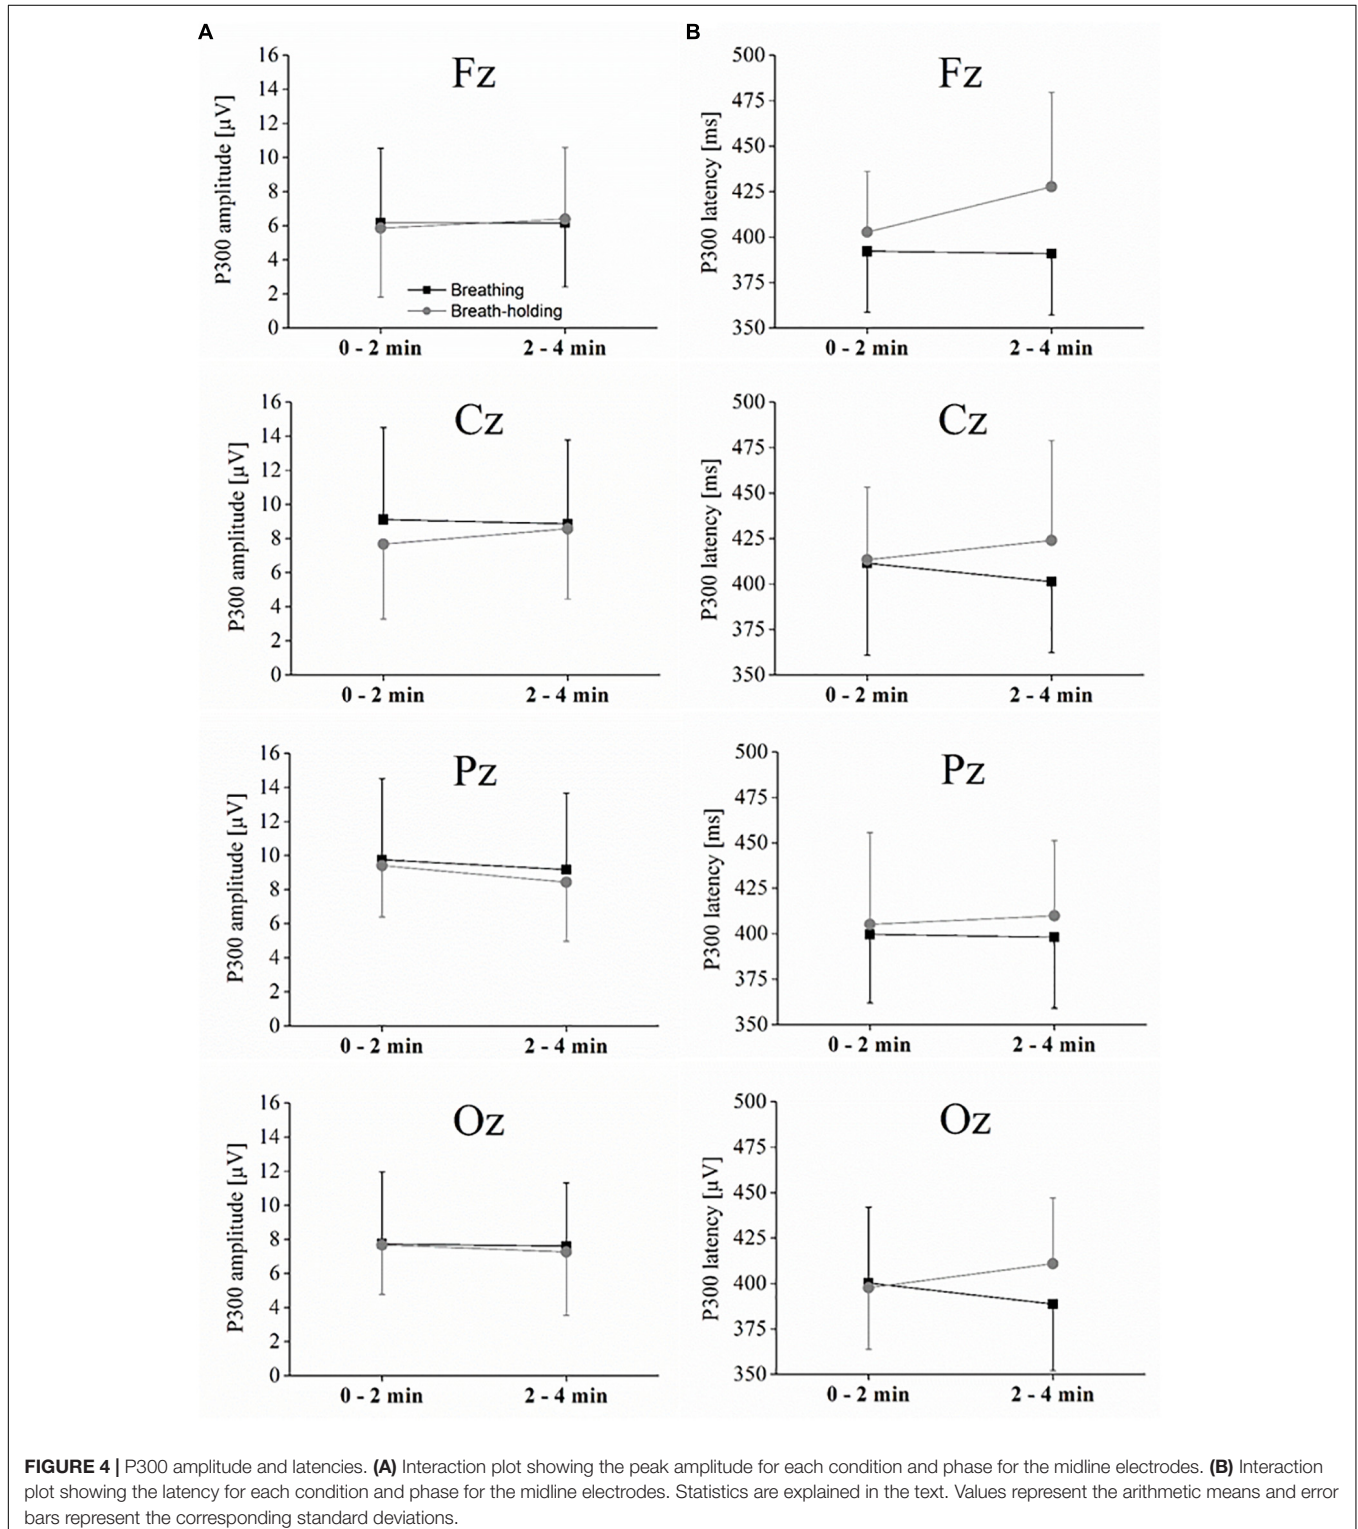 A
B
16
14
12
10
8
6
4
2
0
P300 amplitude [µV]
Fz
Breathing
Breath-holding
0 - 2 min
2 - 4 min
500
475
450
425
400
375
350
P300 latency [ms]
Fz
0 - 2 min
2 - 4 min
16
14
12
10
8
6
4
2
0
P300 amplitude [µV]
Cz
0 - 2 min
2 - 4 min
500
475
450
425
400
375
350
P300 latency [ms]
Cz
0 - 2 min
2 - 4 min
16
14
12
10
8
6
4
2
0
P300 amplitude [µV]
Pz
0 - 2 min
2 - 4 min
500
475
450
425
400
375
350
P300 latency [ms]
Pz
0 - 2 min
2 - 4 min
16
14
12
10
8
6
4
2
0
P300 amplitude [µV]
Oz
0 - 2 min
2 - 4 min
500
475
450
425
400
375
350
P300 latency [µV]
Oz
0 - 2 min
2 - 4 min
FIGURE 4 | P300 amplitude and latencies. (A) Interaction plot showing the peak amplitude for each condition and phase for the midline electrodes. (B) Interaction
plot showing the latency for each condition and phase for the midline electrodes. Statistics are explained in the text. Values represent the arithmetic means and error
bars represent the corresponding standard deviations.